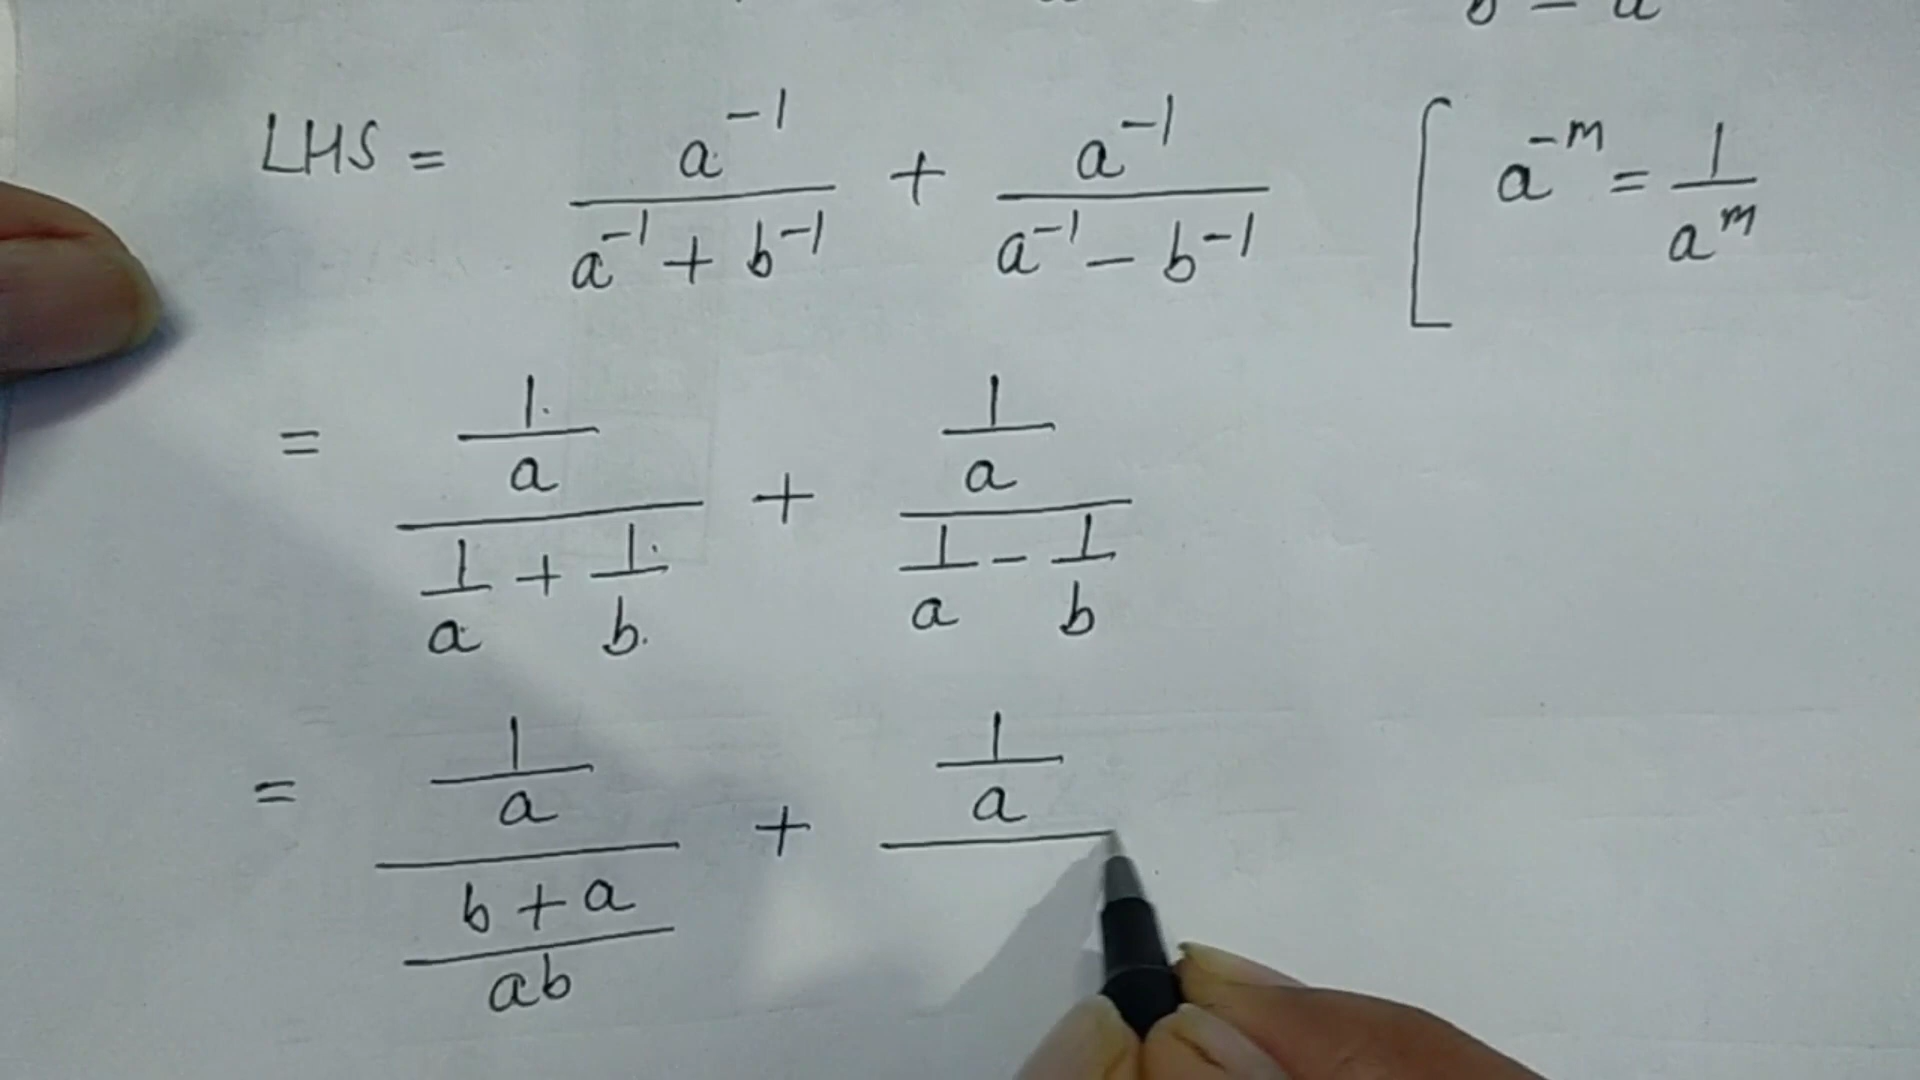 b - a
LHS = a^{-1} / (a^{-1} + b^{-1}) + a^{-1} / (a^{-1} - b^{-1}) [ a^{-m} = 1 / a^{m}
= (1. / a) / (1 / a + 1. / b.) + (1 / a) / (1 / a - 1 / b)
= (1 / a) / ((b + a) / ab) + (1 / a) /